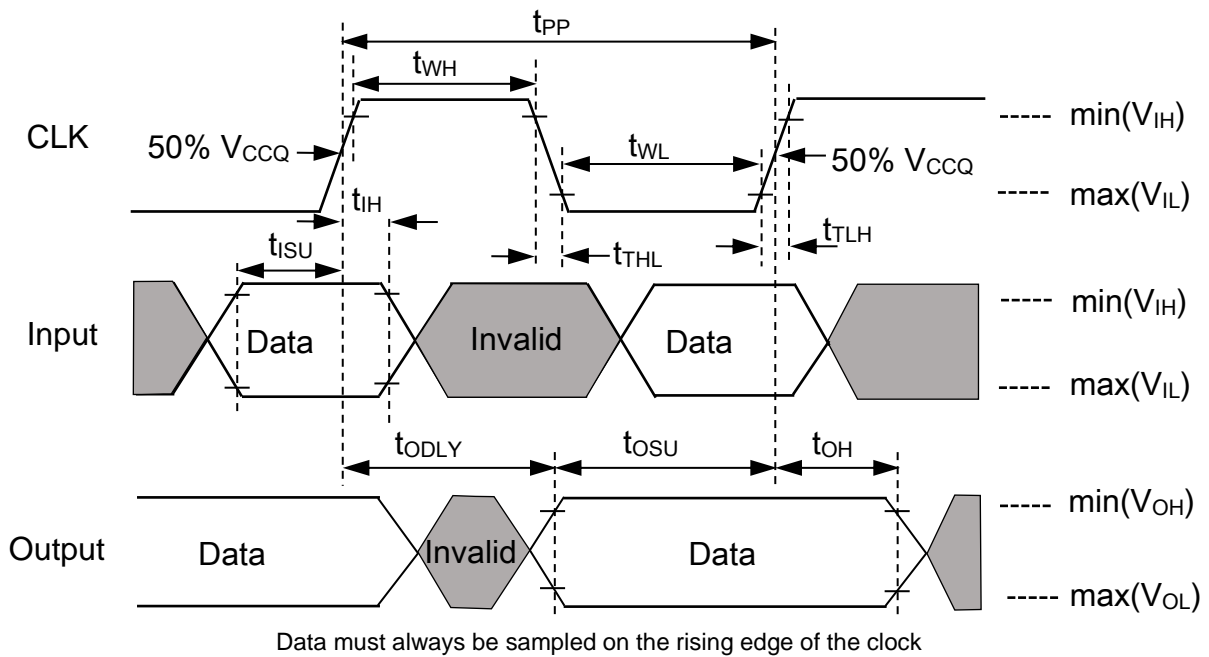 tPP
tWH
CLK
50% VCCQ
tWL
50% VCCQ
----- min(VIH)
----- max(VIL)
tIH
tISU
tTHL
tTLH
Input
Data
Invalid
Data
----- min(VIH)
----- max(VIL)
tODLY
tOSU
tOH
Output
Data
Invalid
Data
----- min(VOH)
----- max(VOL)
Data must always be sampled on the rising edge of the clock